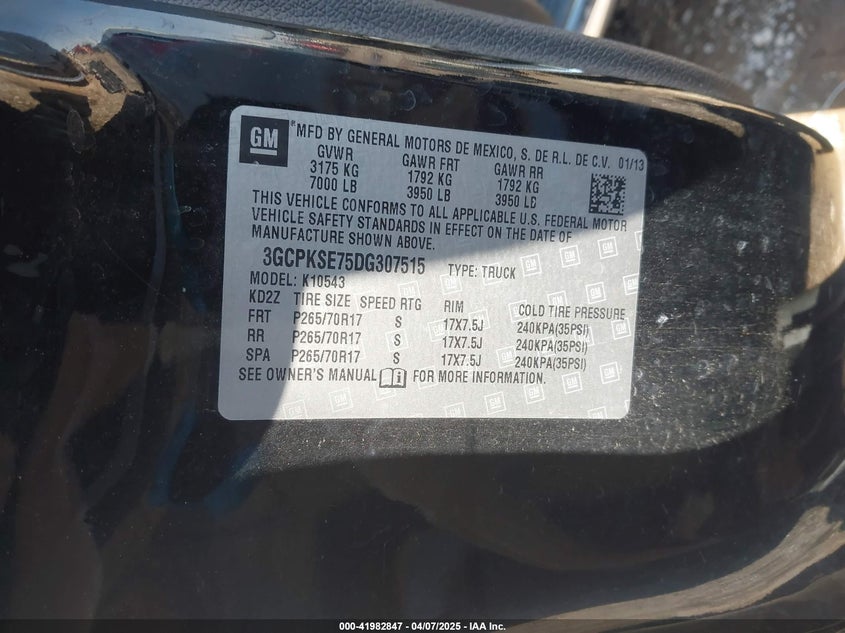 GM
*MFD BY GENERAL MOTORS DE MEXICO, S. DE R.L. DE C.V. 01/13
GVWR GAWR FRT GAWR RR
3175 KG 1792 KG 1792 KG
7000 LB 3950 LB 3950 LB
THIS VEHICLE CONFORMS TO ALL APPLICABLE U.S. FEDERAL MOTOR
VEHICLE SAFETY STANDARDS IN EFFECT ON THE DATE OF
MANUFACTURE SHOWN ABOVE.
3GCPKSE75DG307515 TYPE: TRUCK
MODEL: K10543
KD2Z TIRE SIZE SPEED RTG RIM COLD TIRE PRESSURE
FRT P265/70R17 S 17X7.5J 240KPA(35PSI)
RR P265/70R17 S 17X7.5J 240KPA(35PSI)
SPA P265/70R17 S 17X7.5J 240KPA(35PSI)
SEE OWNER'S MANUAL FOR MORE INFORMATION.
000-41982847 - 04/07/2025 - IAA Inc.